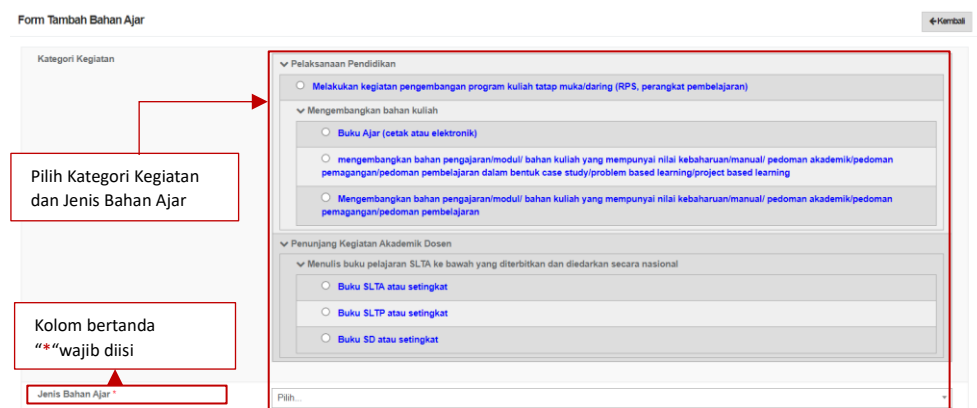 Form Tambah Bahan Ajar
Kembali
Kategori Kegiatan
Pelaksanaan Pendidikan
Melakukan kegiatan pengembangan program kuliah tatap muka/daring (RPS, perangkat pembelajaran)
Mengembangkan bahan kuliah
Buku Ajar (cetak atau elektronik)
mengembangkan bahan pengajaran/modul/ bahan kuliah yang mempunyai nilai kebaharuan/manual/ pedoman akademik/pedoman
pemagangan/pedoman pembelajaran dalam bentuk case study/problem based learning/project based learning
Mengembangkan bahan pengajaran/modul/ bahan kuliah yang mempunyai nilai kebaharuan/manual/ pedoman akademik/pedoman
pemagangan/pedoman pembelajaran
Penunjang Kegiatan Akademik Dosen
Menulis buku pelajaran SLTA ke bawah yang diterbitkan dan diedarkan secara nasional
Buku SLTA atau setingkat
Buku SLTP atau setingkat
Buku SD atau setingkat
Pilih Kategori Kegiatan
dan Jenis Bahan Ajar
Kolom bertanda
“*“wajib diisi
Jenis Bahan Ajar *
Pilih...